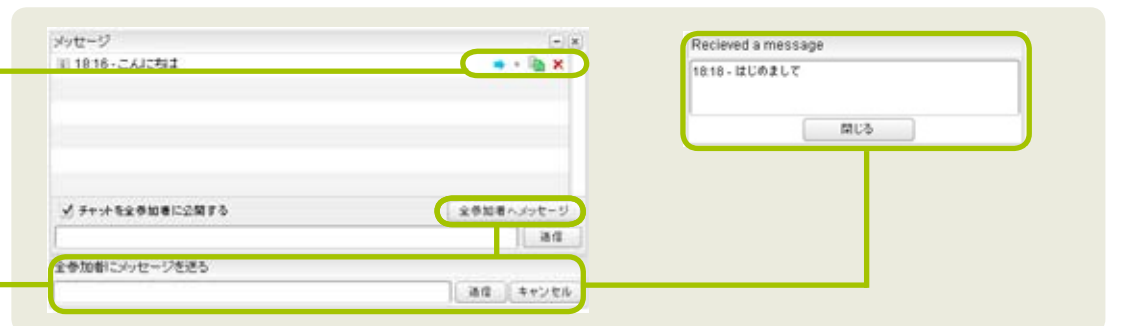 メッセージ
18:16 - こんにちは
チャットを全参加者に公開する
全参加者へメッセージ
送信
全参加者にメッセージを送る
送信
キャンセル
Recieved a message
18:18 - はじめまして
閉じる